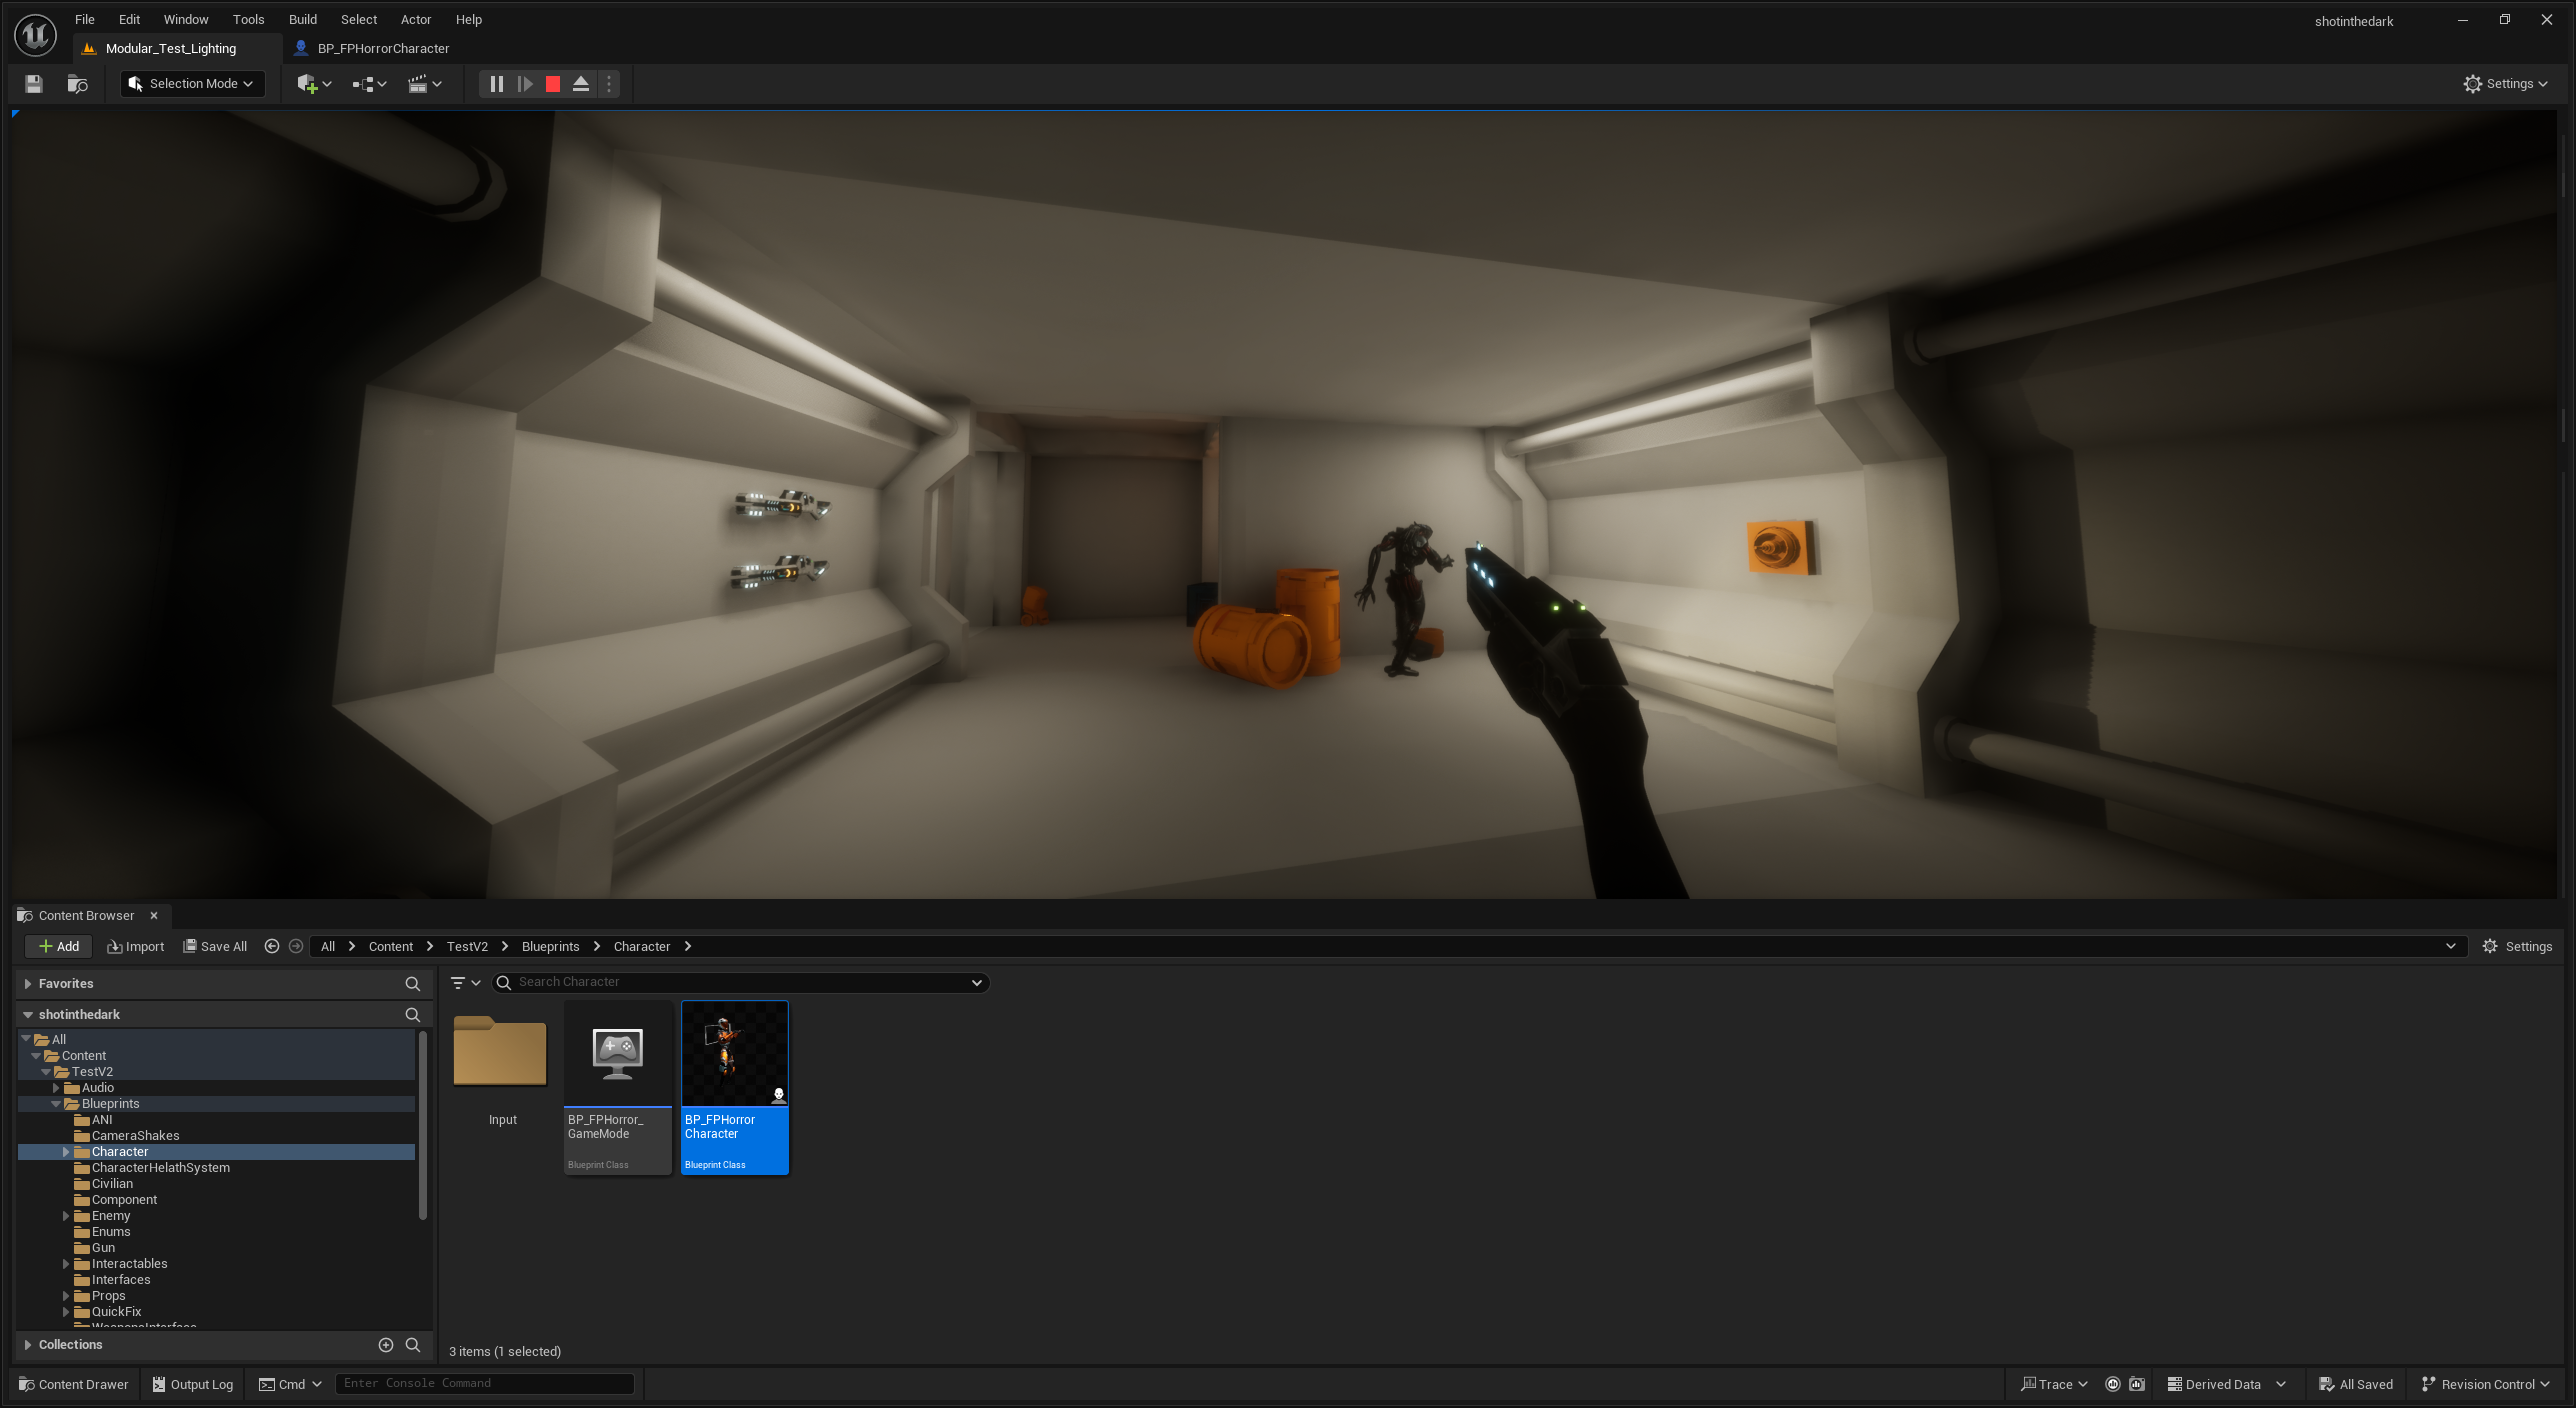 File Edit Window Tools Build Select Actor Help
shotinthedark
Modular_Test_Lighting
BP_FPHorrorCharacter
Selection Mode
Settings
Content Browser
Add
Import
Save All
All > Content > TestV2 > Blueprints > Character >
Settings
Favorites
shotinthedark
All
Content
TestV2
Audio
Blueprints
ANI
CameraShakes
Character
CharacterHelathSystem
Civilian
Component
Enemy
Enums
Gun
Interactables
Interfaces
Props
QuickFix
Collections
Search Character
Input
BP_FPHorror_
GameMode
Blueprint Class
BP_FPHorror
Character
Blueprint Class
3 items (1 selected)
Content Drawer
Output Log
Cmd
Enter Console Command
Trace
Derived Data
All Saved
Revision Control